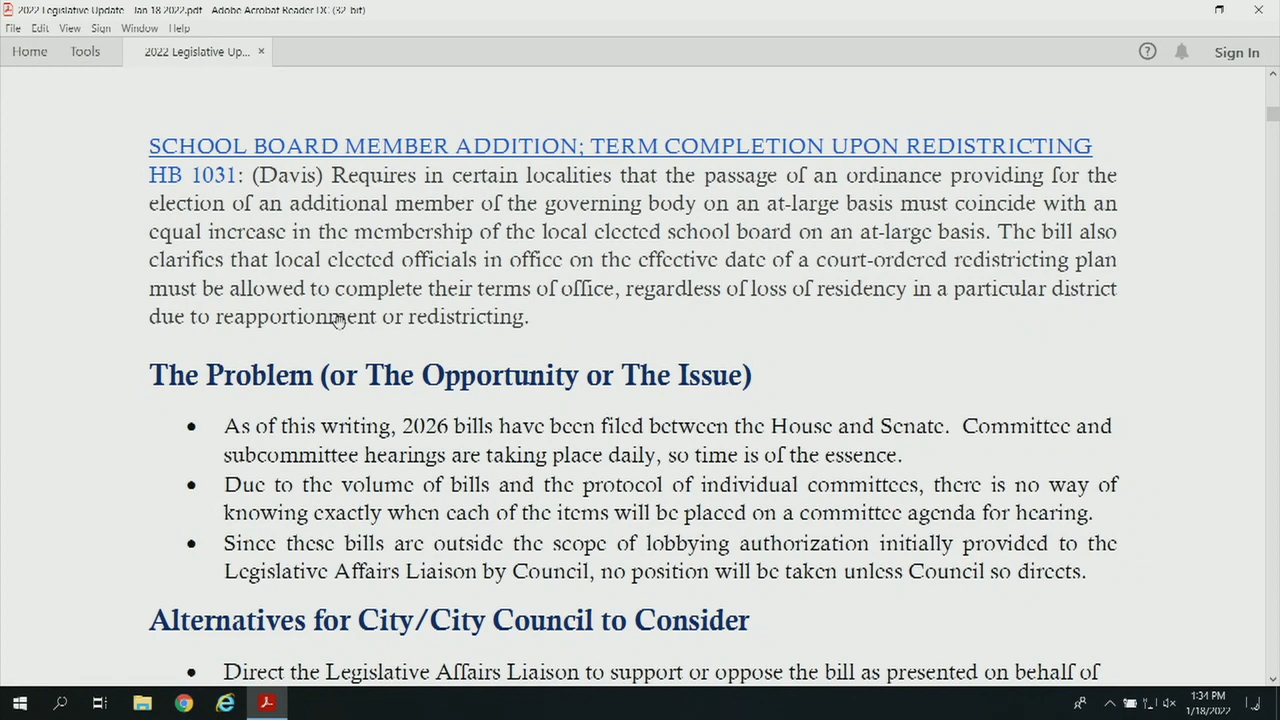 2022 Legislative Update - Jan 18 2022.pdf - Adobe Acrobat Reader DC (32-bit)
File Edit View Sign Window Help
Home Tools 2022 Legislative Up... × Sign In
SCHOOL BOARD MEMBER ADDITION; TERM COMPLETION UPON REDISTRICTING
HB 1031: (Davis) Requires in certain localities that the passage of an ordinance providing for the
election of an additional member of the governing body on an at-large basis must coincide with an
equal increase in the membership of the local elected school board on an at-large basis. The bill also
clarifies that local elected officials in office on the effective date of a court-ordered redistricting plan
must be allowed to complete their terms of office, regardless of loss of residency in a particular district
due to reapportionment or redistricting.
The Problem (or The Opportunity or The Issue)
• As of this writing, 2026 bills have been filed between the House and Senate. Committee and
subcommittee hearings are taking place daily, so time is of the essence.
• Due to the volume of bills and the protocol of individual committees, there is no way of
knowing exactly when each of the items will be placed on a committee agenda for hearing.
• Since these bills are outside the scope of lobbying authorization initially provided to the
Legislative Affairs Liaison by Council, no position will be taken unless Council so directs.
Alternatives for City/City Council to Consider
• Direct the Legislative Affairs Liaison to support or oppose the bill as presented on behalf of
1:34 PM
1/18/2022